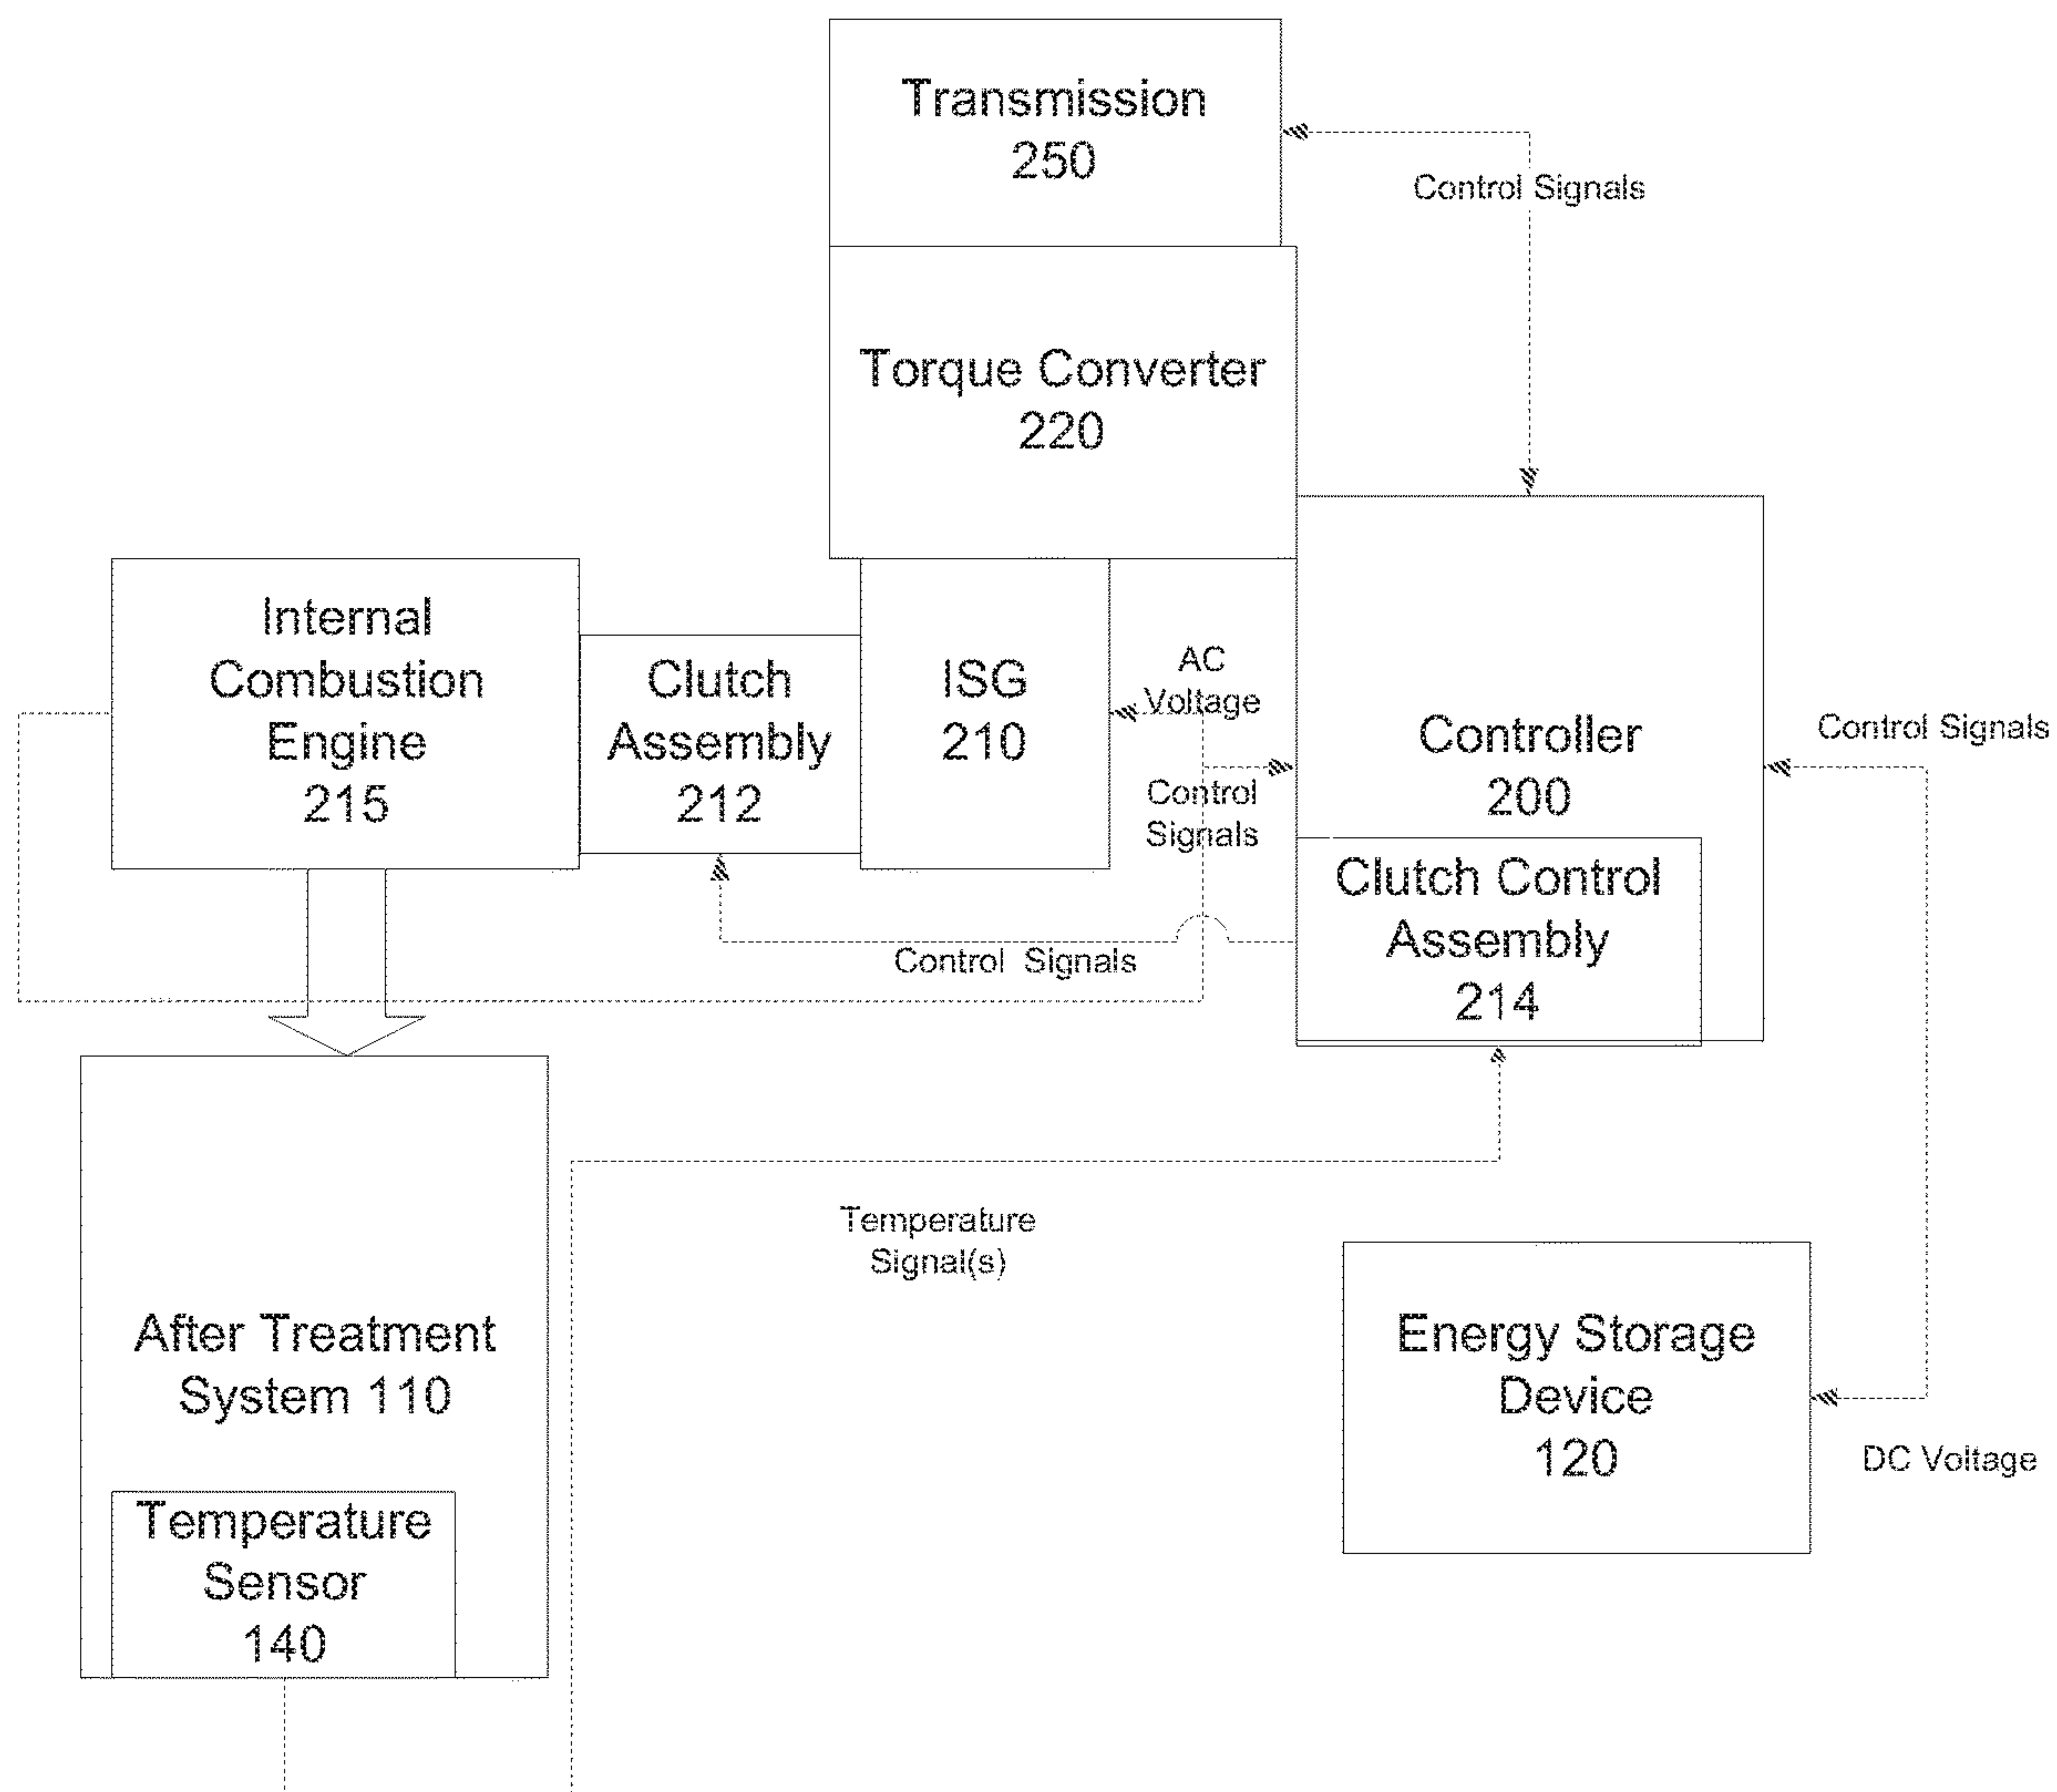 Transmission
250
Control Signals
Torque Converter
220
Internal
Combustion
Engine
215
Clutch
Assembly
212
ISG
210
AC
Voltage
Control
Signals
Controller
200
Control Signals
Clutch Control
Assembly
214
Control Signals
After Treatment
System 110
Temperature
Signal(s)
Energy Storage
Device
120
DC Voltage
Temperature
Sensor
140